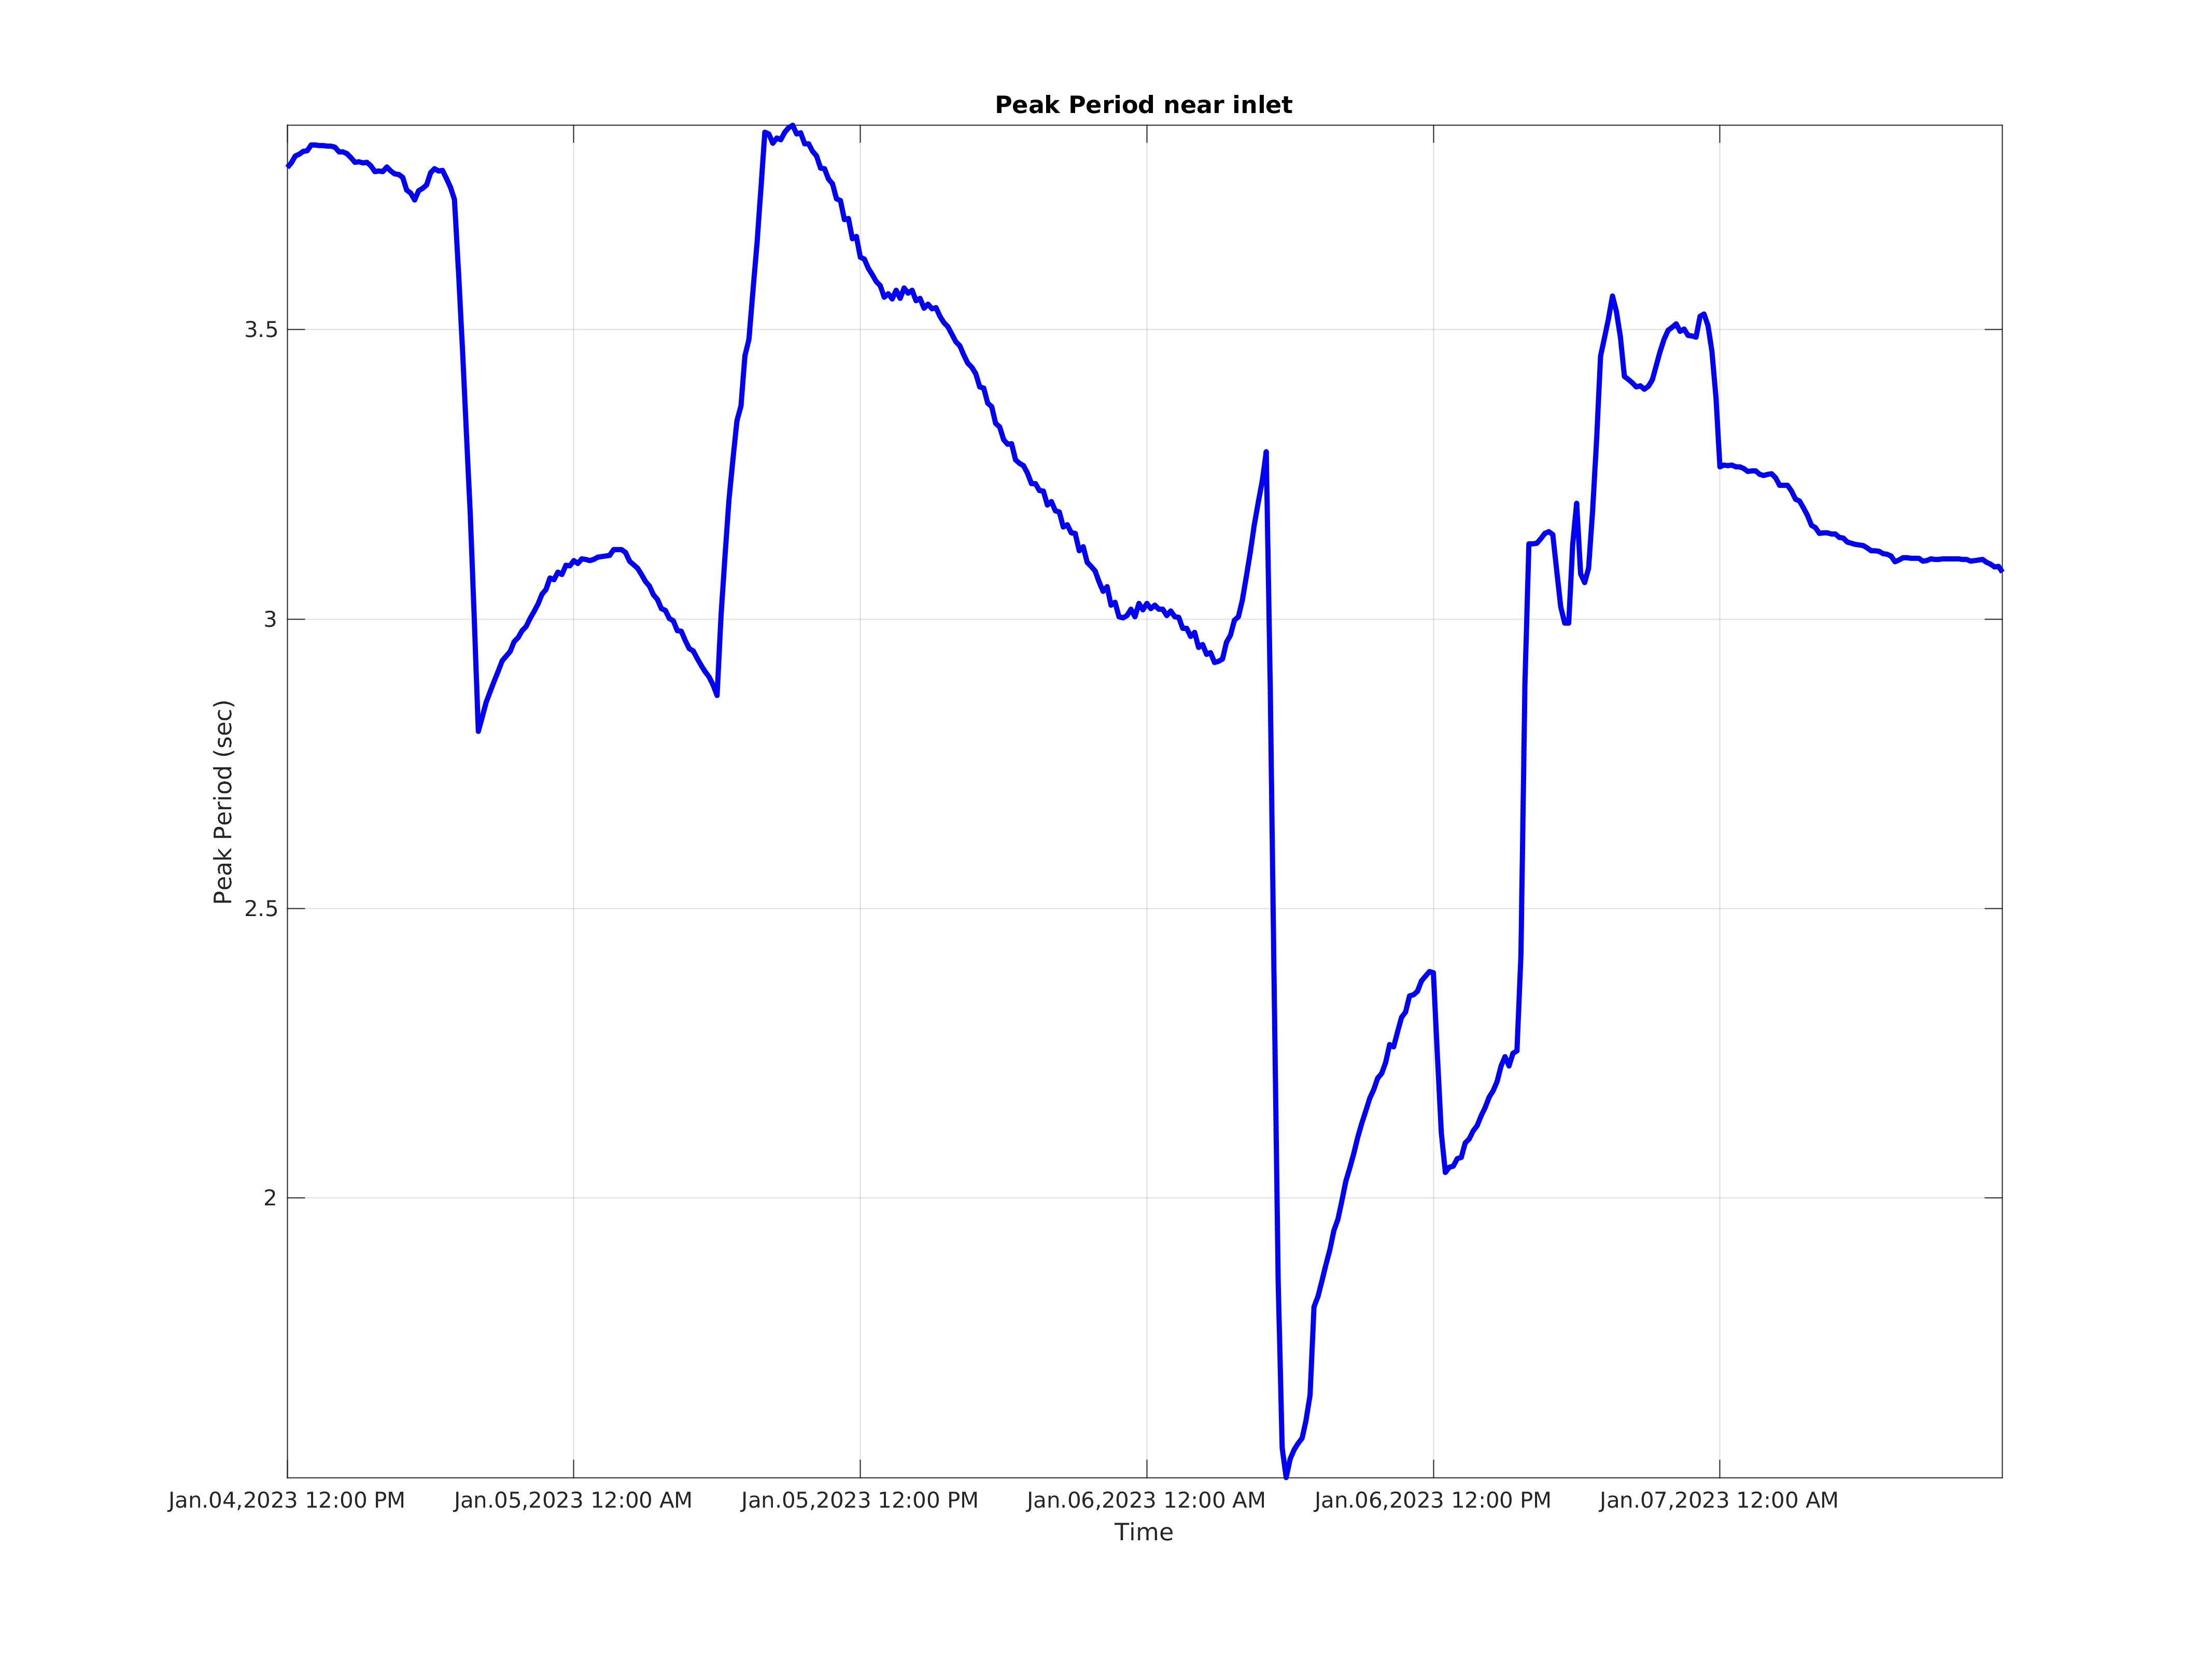 Peak Period near inlet
3.5
3
2.5
2
Peak Period (sec)
Jan.04,2023 12:00 PM
Jan.05,2023 12:00 AM
Jan.05,2023 12:00 PM
Jan.06,2023 12:00 AM
Jan.06,2023 12:00 PM
Jan.07,2023 12:00 AM
Time